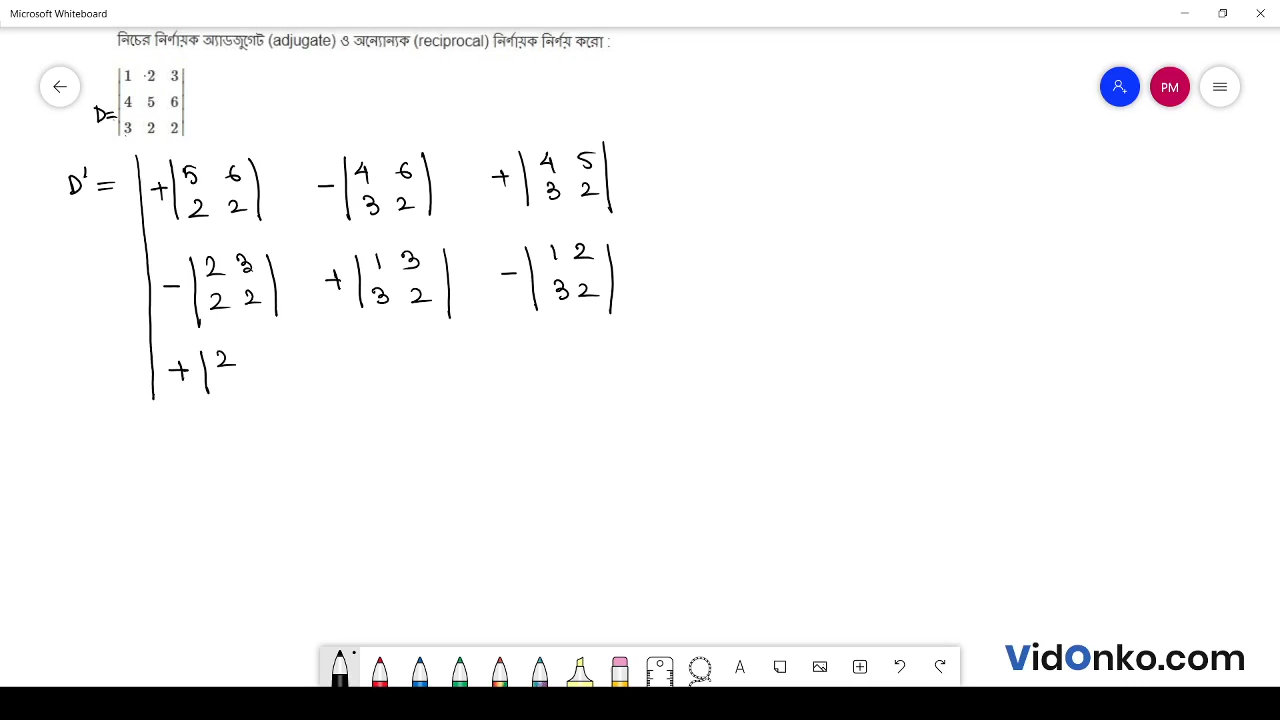 Microsoft Whiteboard
নিচের নির্ণায়ক অ্যাডজুগেট (adjugate) ও অন্যোন্যক (reciprocal) নির্ণায়ক নির্ণয় করো :
D= | 1 2 3 |
| 4 5 6 |
| 3 2 2 |
PM
D' = | + | 5 6 | - | 4 6 | + | 4 5 |
| 2 2 | | 3 2 | | 3 2 |
- | 2 3 | + | 1 3 | - | 1 2 |
| 2 2 | | 3 2 | | 3 2 |
+ | 2
A
VidOnko.com